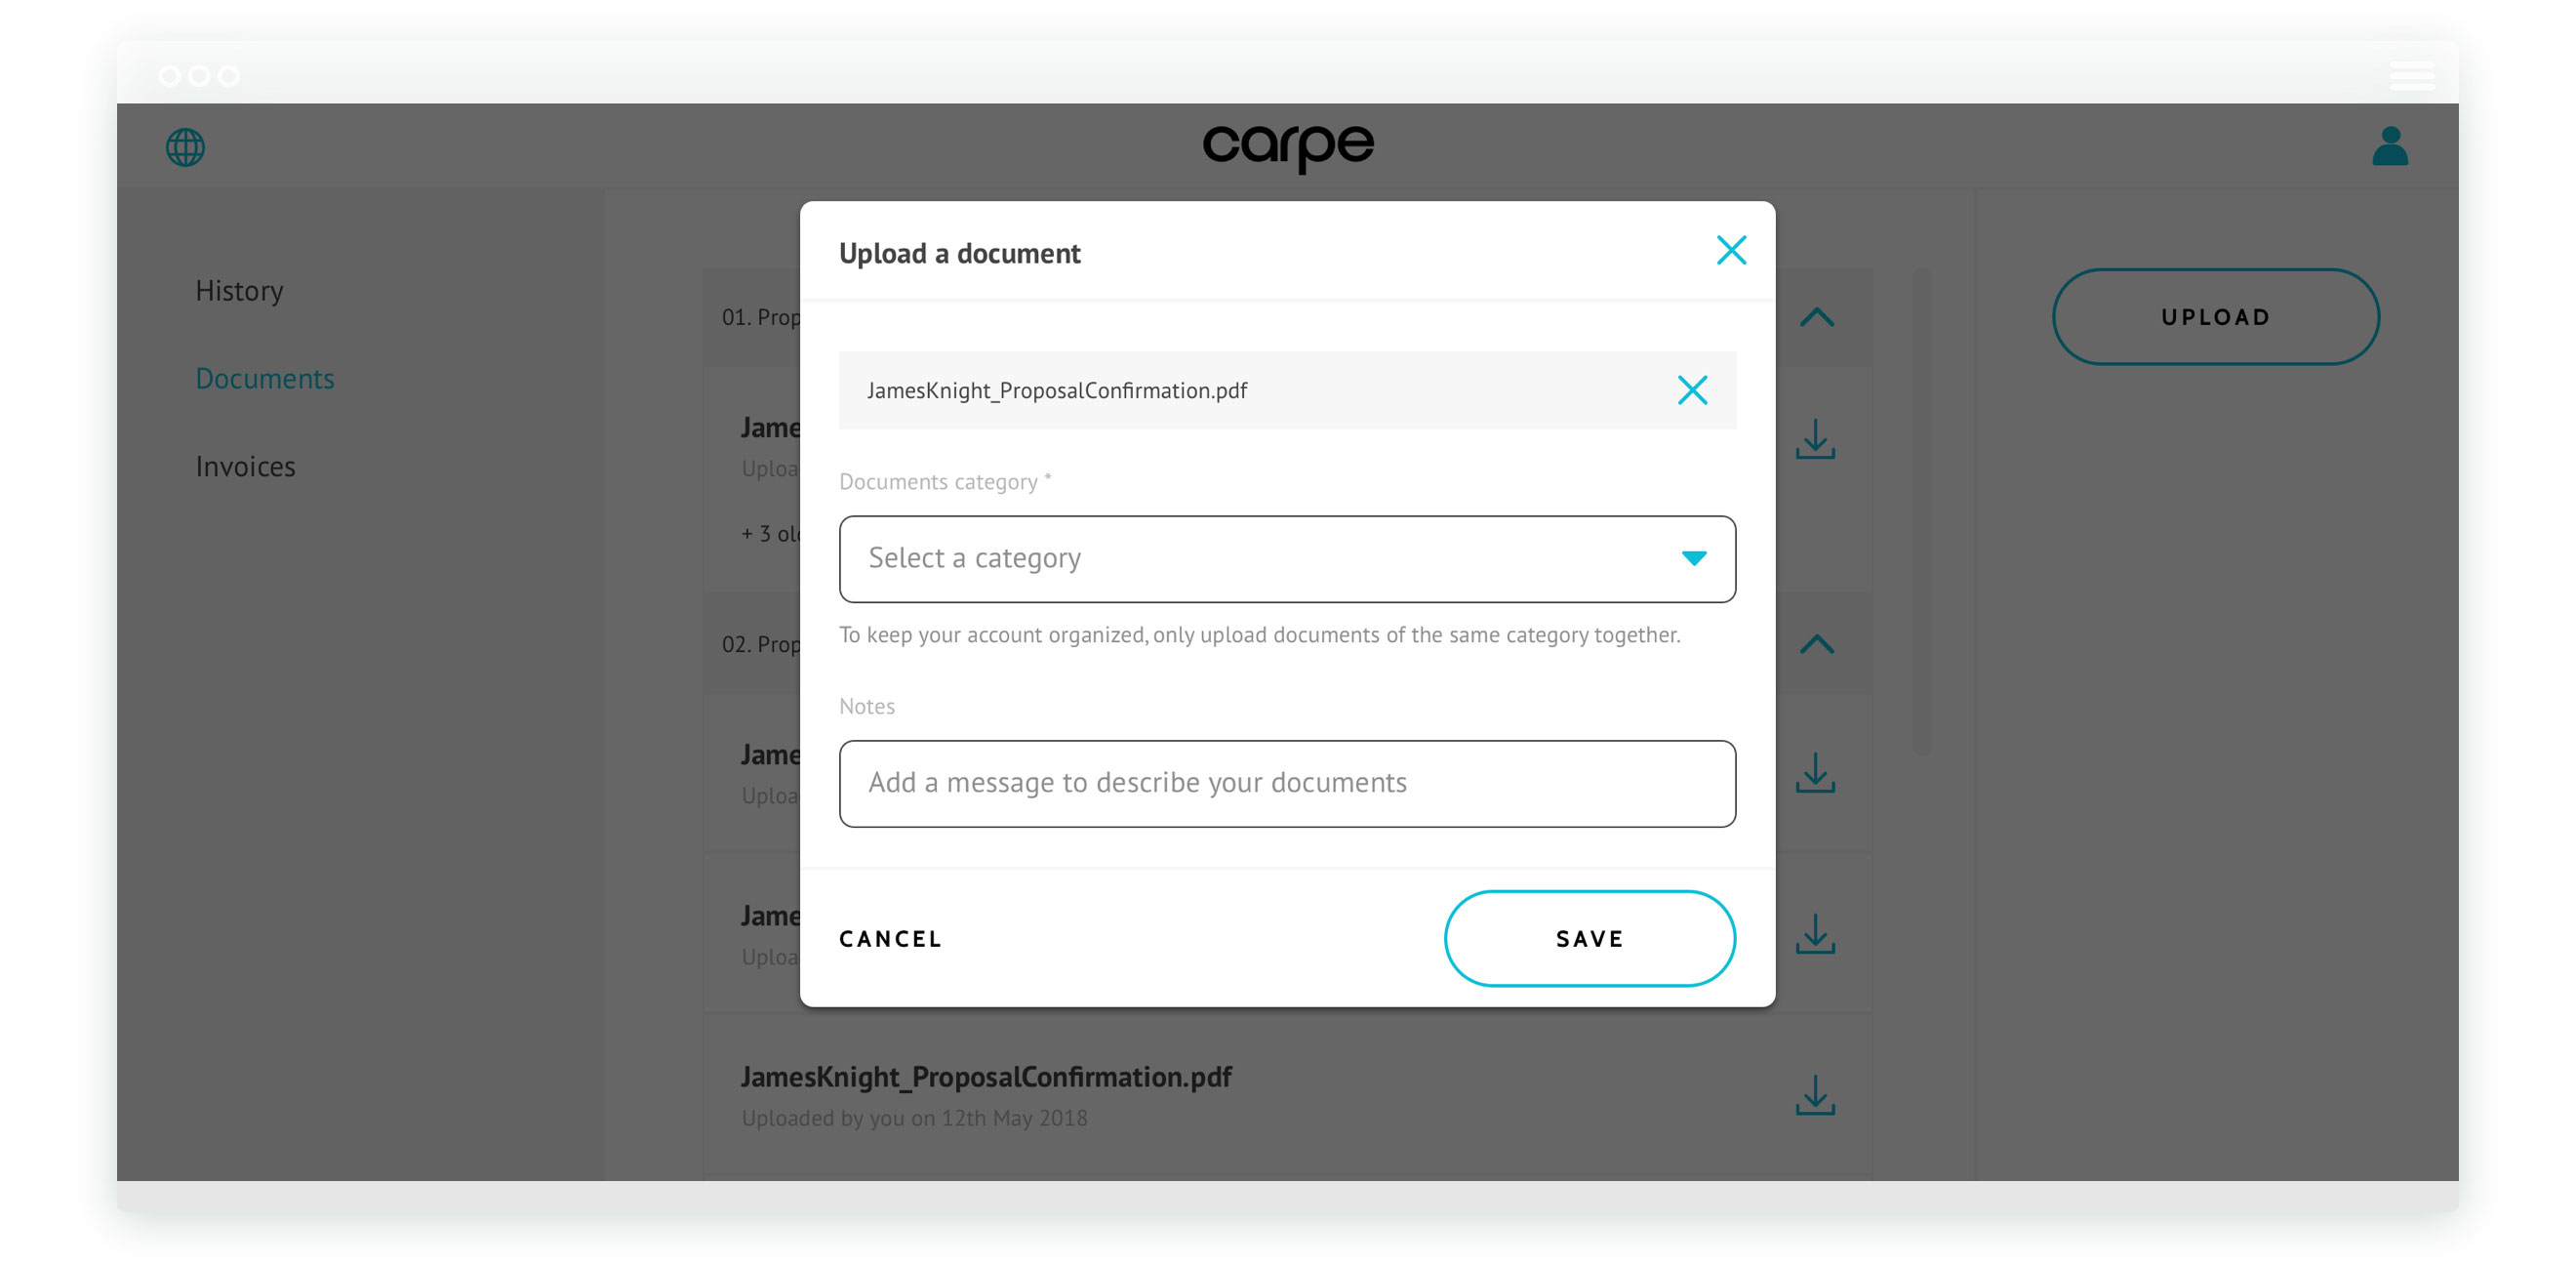 carpe
History
Documents
Invoices
01. Prop
Jame
Uploa
+ 3 old
02. Prop
Jame
Uploa
Jame
Uploa
JamesKnight_ProposalConfirmation.pdf
Uploaded by you on 12th May 2018
UPLOAD
Upload a document
JamesKnight_ProposalConfirmation.pdf
Documents category *
Select a category
To keep your account organized, only upload documents of the same category together.
Notes
Add a message to describe your documents
CANCEL
SAVE